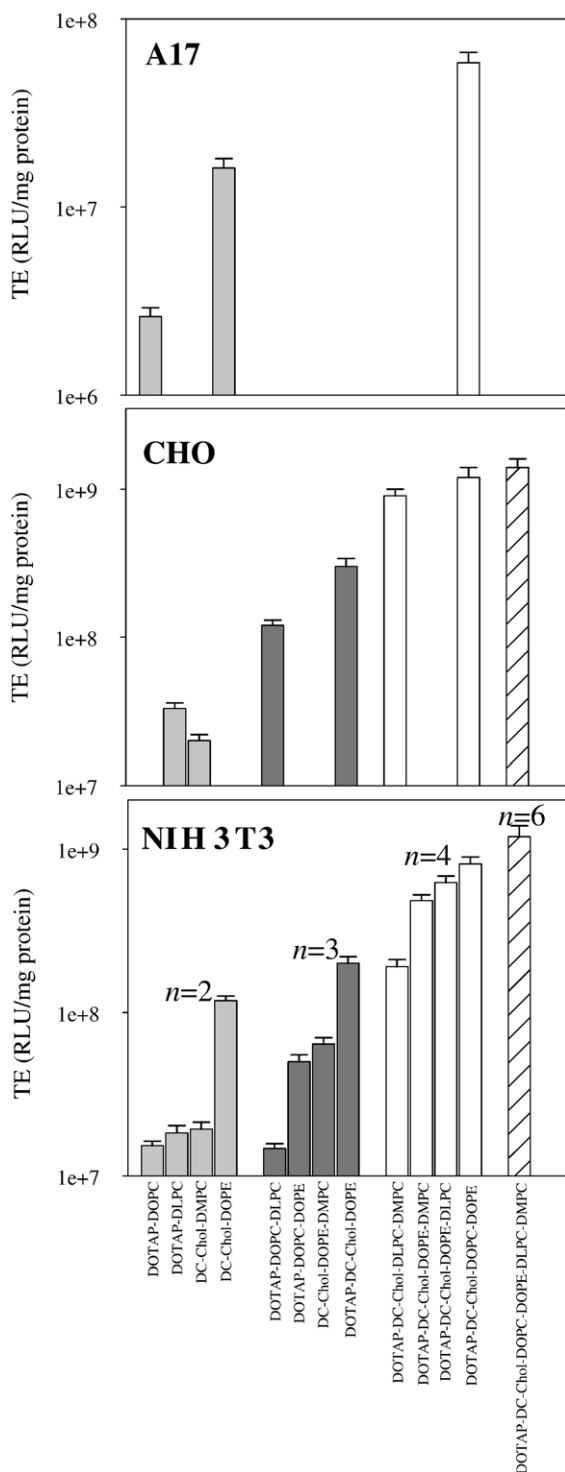 1e+8
A17
1e+7
TE (RLU/mg protein)
1e+6
CHO
1e+9
TE (RLU/mg protein)
1e+8
1e+7
n=6
NIH 3T3
1e+9
n=4
n=3
TE (RLU/mg protein)
n=2
1e+8
1e+7
DOTAP-DOPC
DOTAP-DLPC
DC-Chol-DMPC
DC-Chol-DOPE
DOTAP-DOPC-DLPC
DOTAP-DOPC-DOPE
DC-Chol-DOPE-DMPC
DOTAP-DC-Chol-DOPE
DOTAP-DC-Chol-DLPC-DMPC
DOTAP-DC-Chol-DOPE-DMPC
DOTAP-DC-Chol-DOPE-DLPC
DOTAP-DC-Chol-DOPC-DOPE
DOTAP-DC-Chol-DOPC-DOPE-DLPC-DMPC